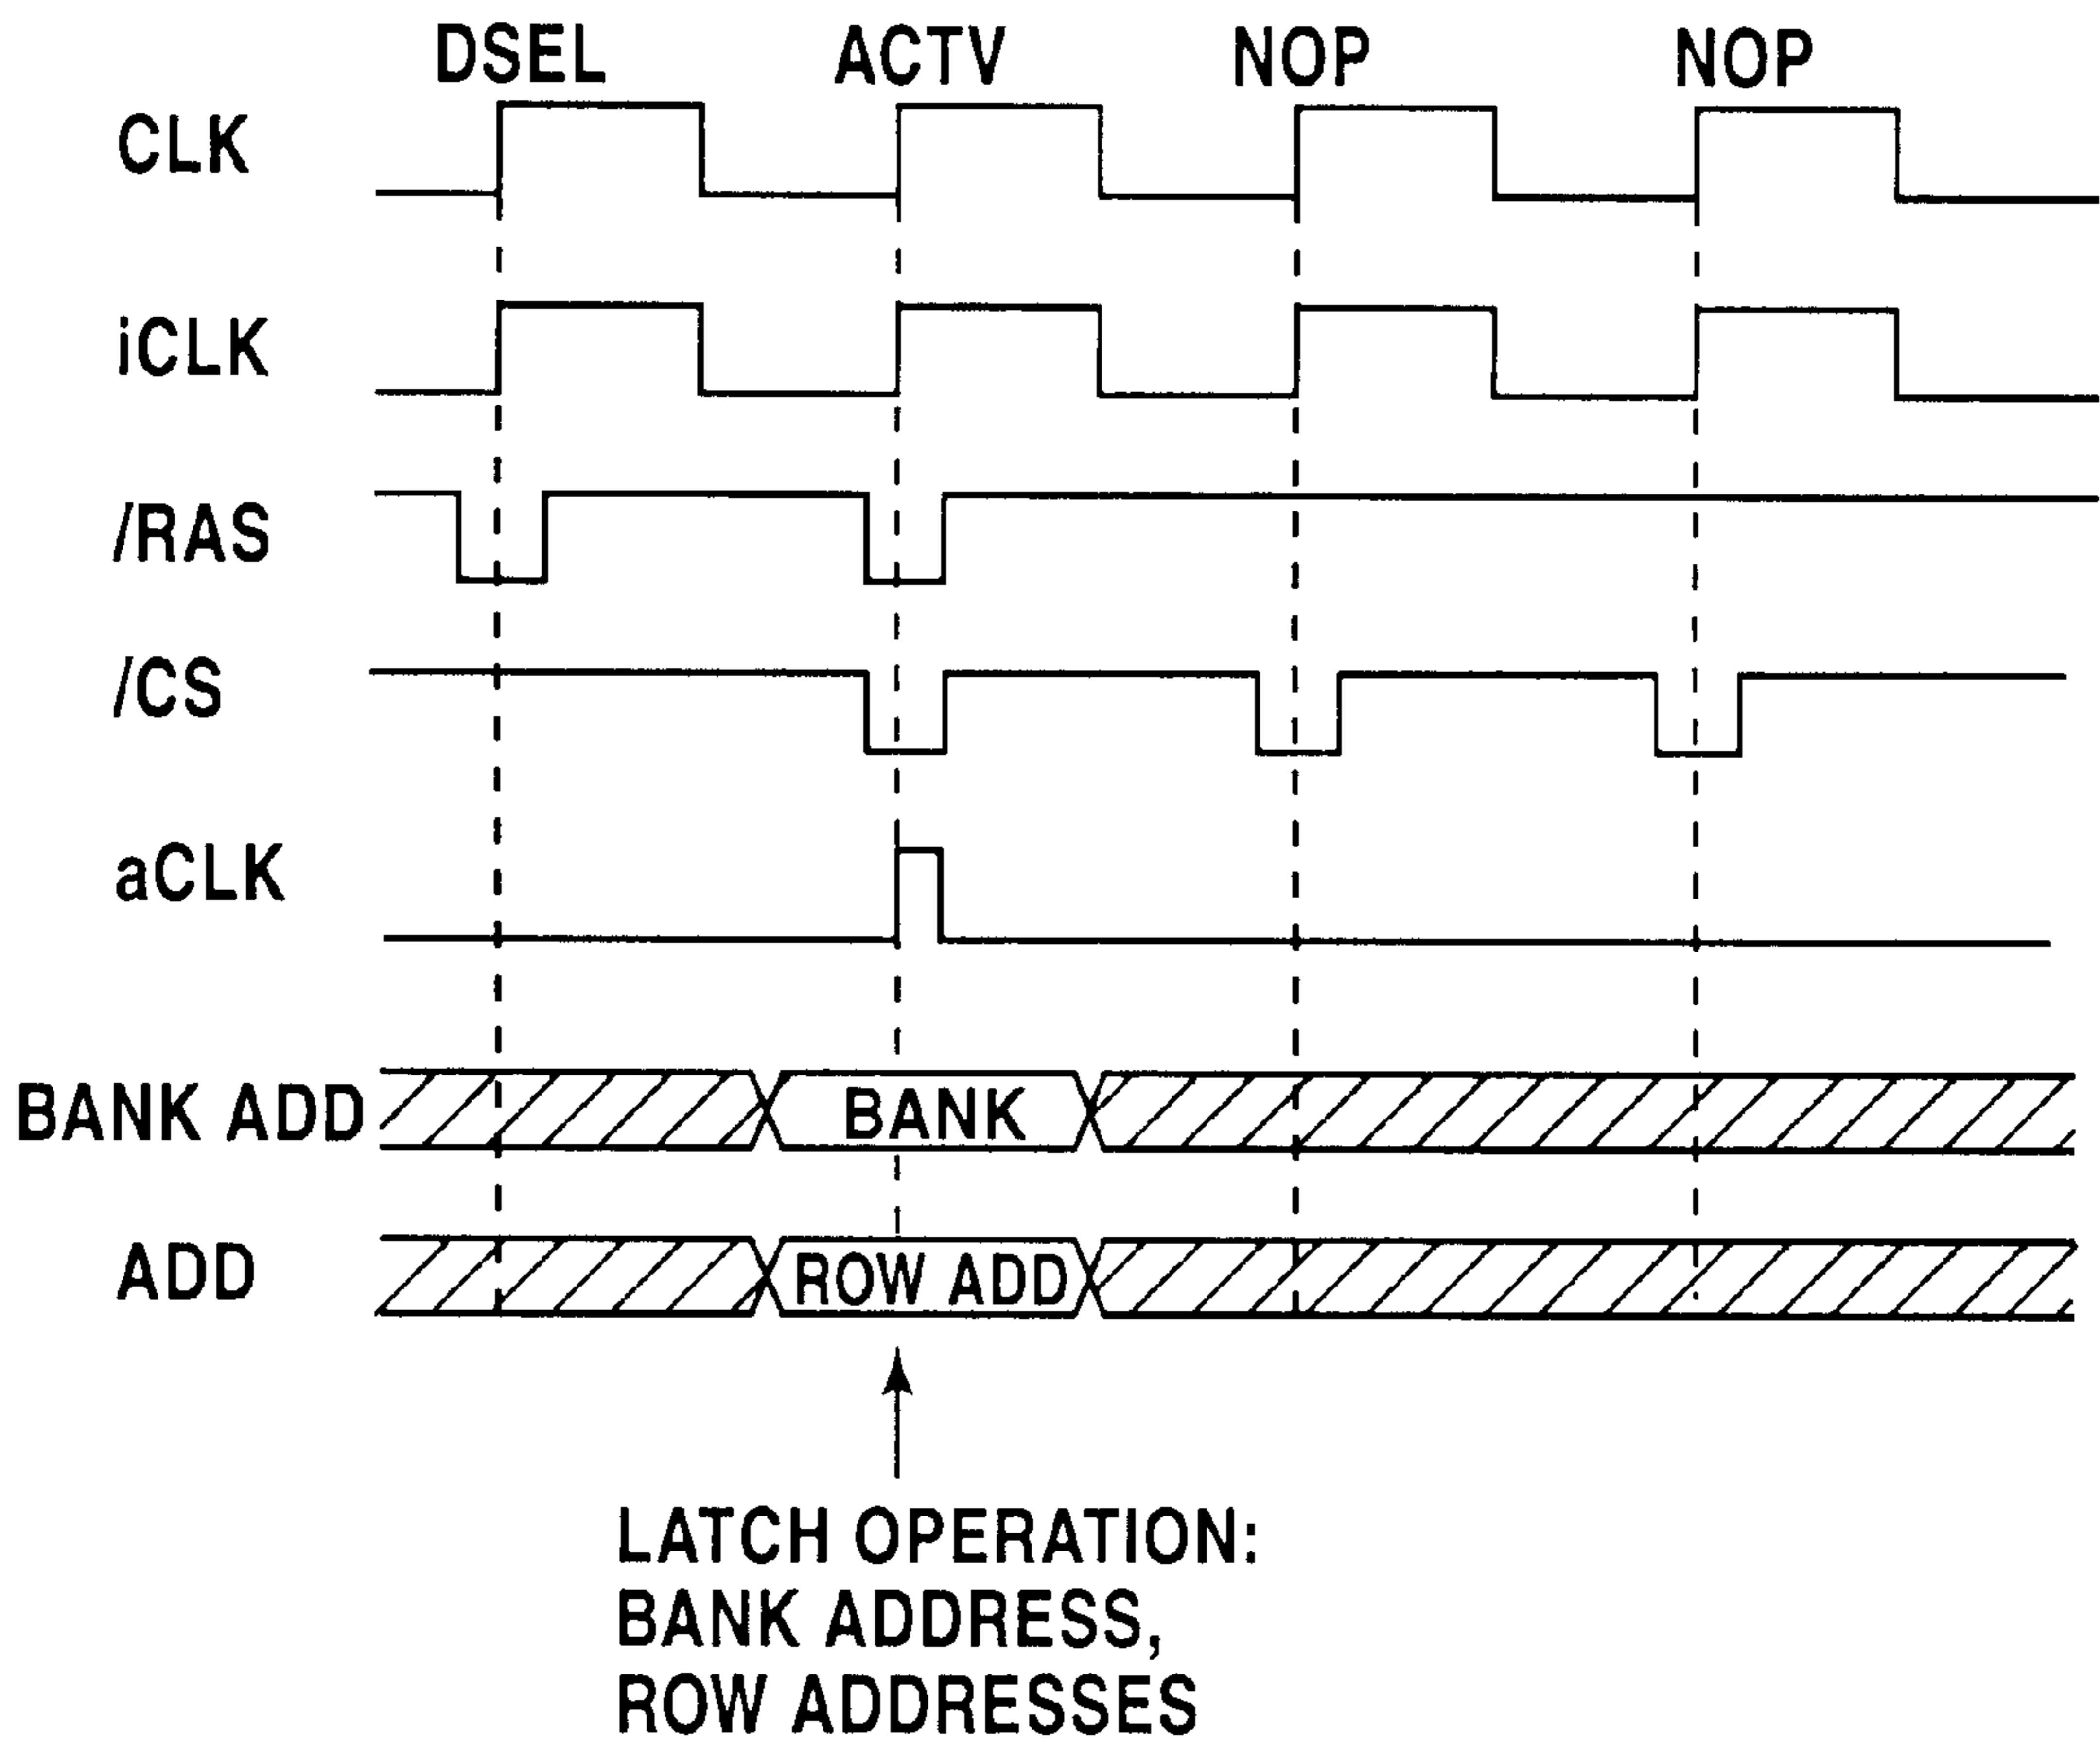 DSEL ACTV NOP NOP
CLK
iCLK
/RAS
/CS
aCLK
BANK ADD BANK
ADD ROW ADD
LATCH OPERATION:
BANK ADDRESS,
ROW ADDRESSES